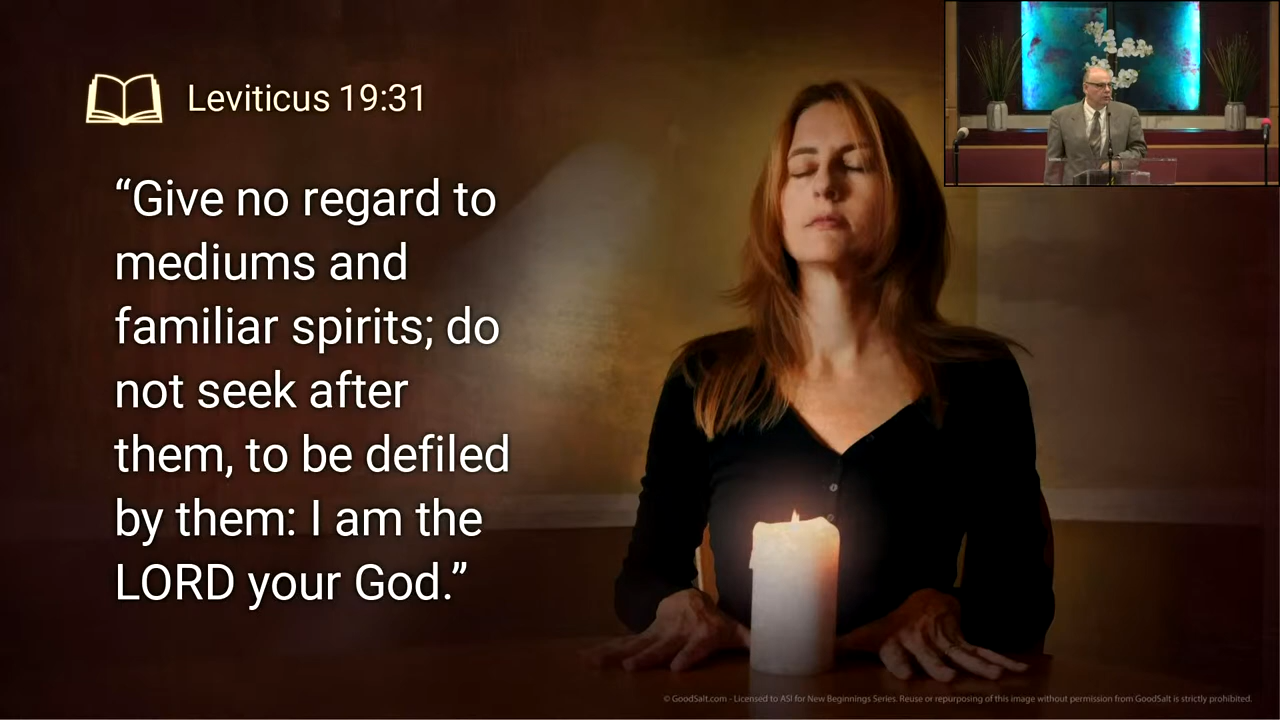 Leviticus 19:31
“Give no regard to
mediums and
familiar spirits; do
not seek after
them, to be defiled
by them: I am the
LORD your God.”
© GoodSalt.com - Licensed to ASI for New Beginnings Series. Reuse or repurposing of this image without permission from GoodSalt is strictly prohibited.